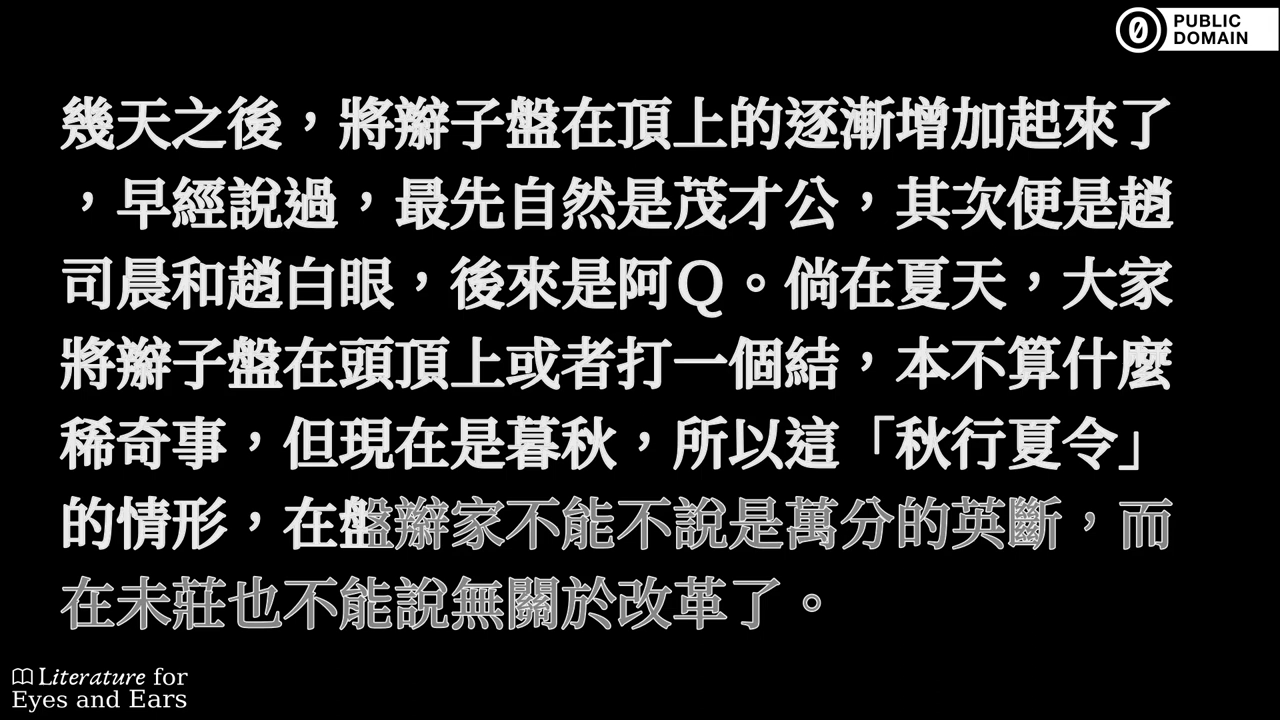 PUBLIC
DOMAIN
幾天之後，將辮子盤在頂上的逐漸增加起來了
，早經說過，最先自然是茂才公，其次便是趙
司晨和趙白眼，後來是阿Q。倘在夏天，大家
將辮子盤在頭頂上或者打一個結，本不算什麼
稀奇事，但現在是暮秋，所以這「秋行夏令」
的情形，在盤辮家不能不說是萬分的英斷，而
在未莊也不能說無關於改革了。
Literature for
Eyes and Ears